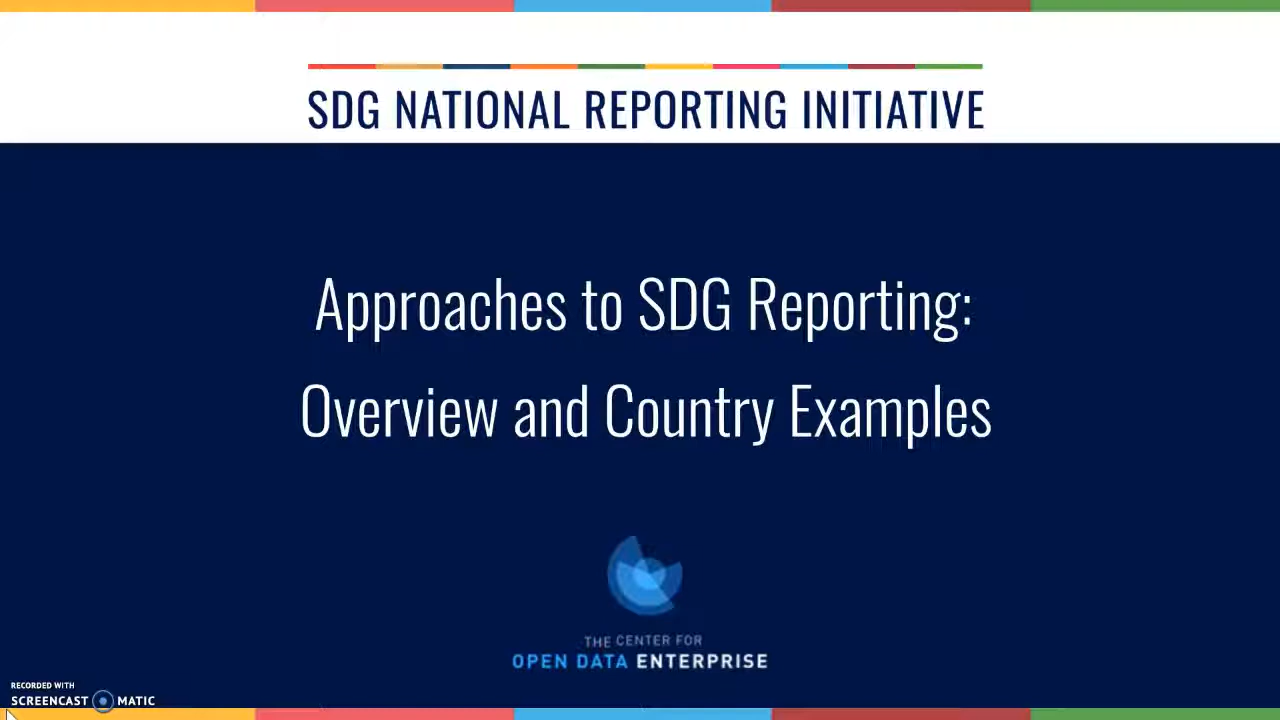 SDG NATIONAL REPORTING INITIATIVE
Approaches to SDG Reporting:
Overview and Country Examples
THE CENTER FOR
OPEN DATA ENTERPRISE
RECORDED WITH
SCREENCAST MATIC